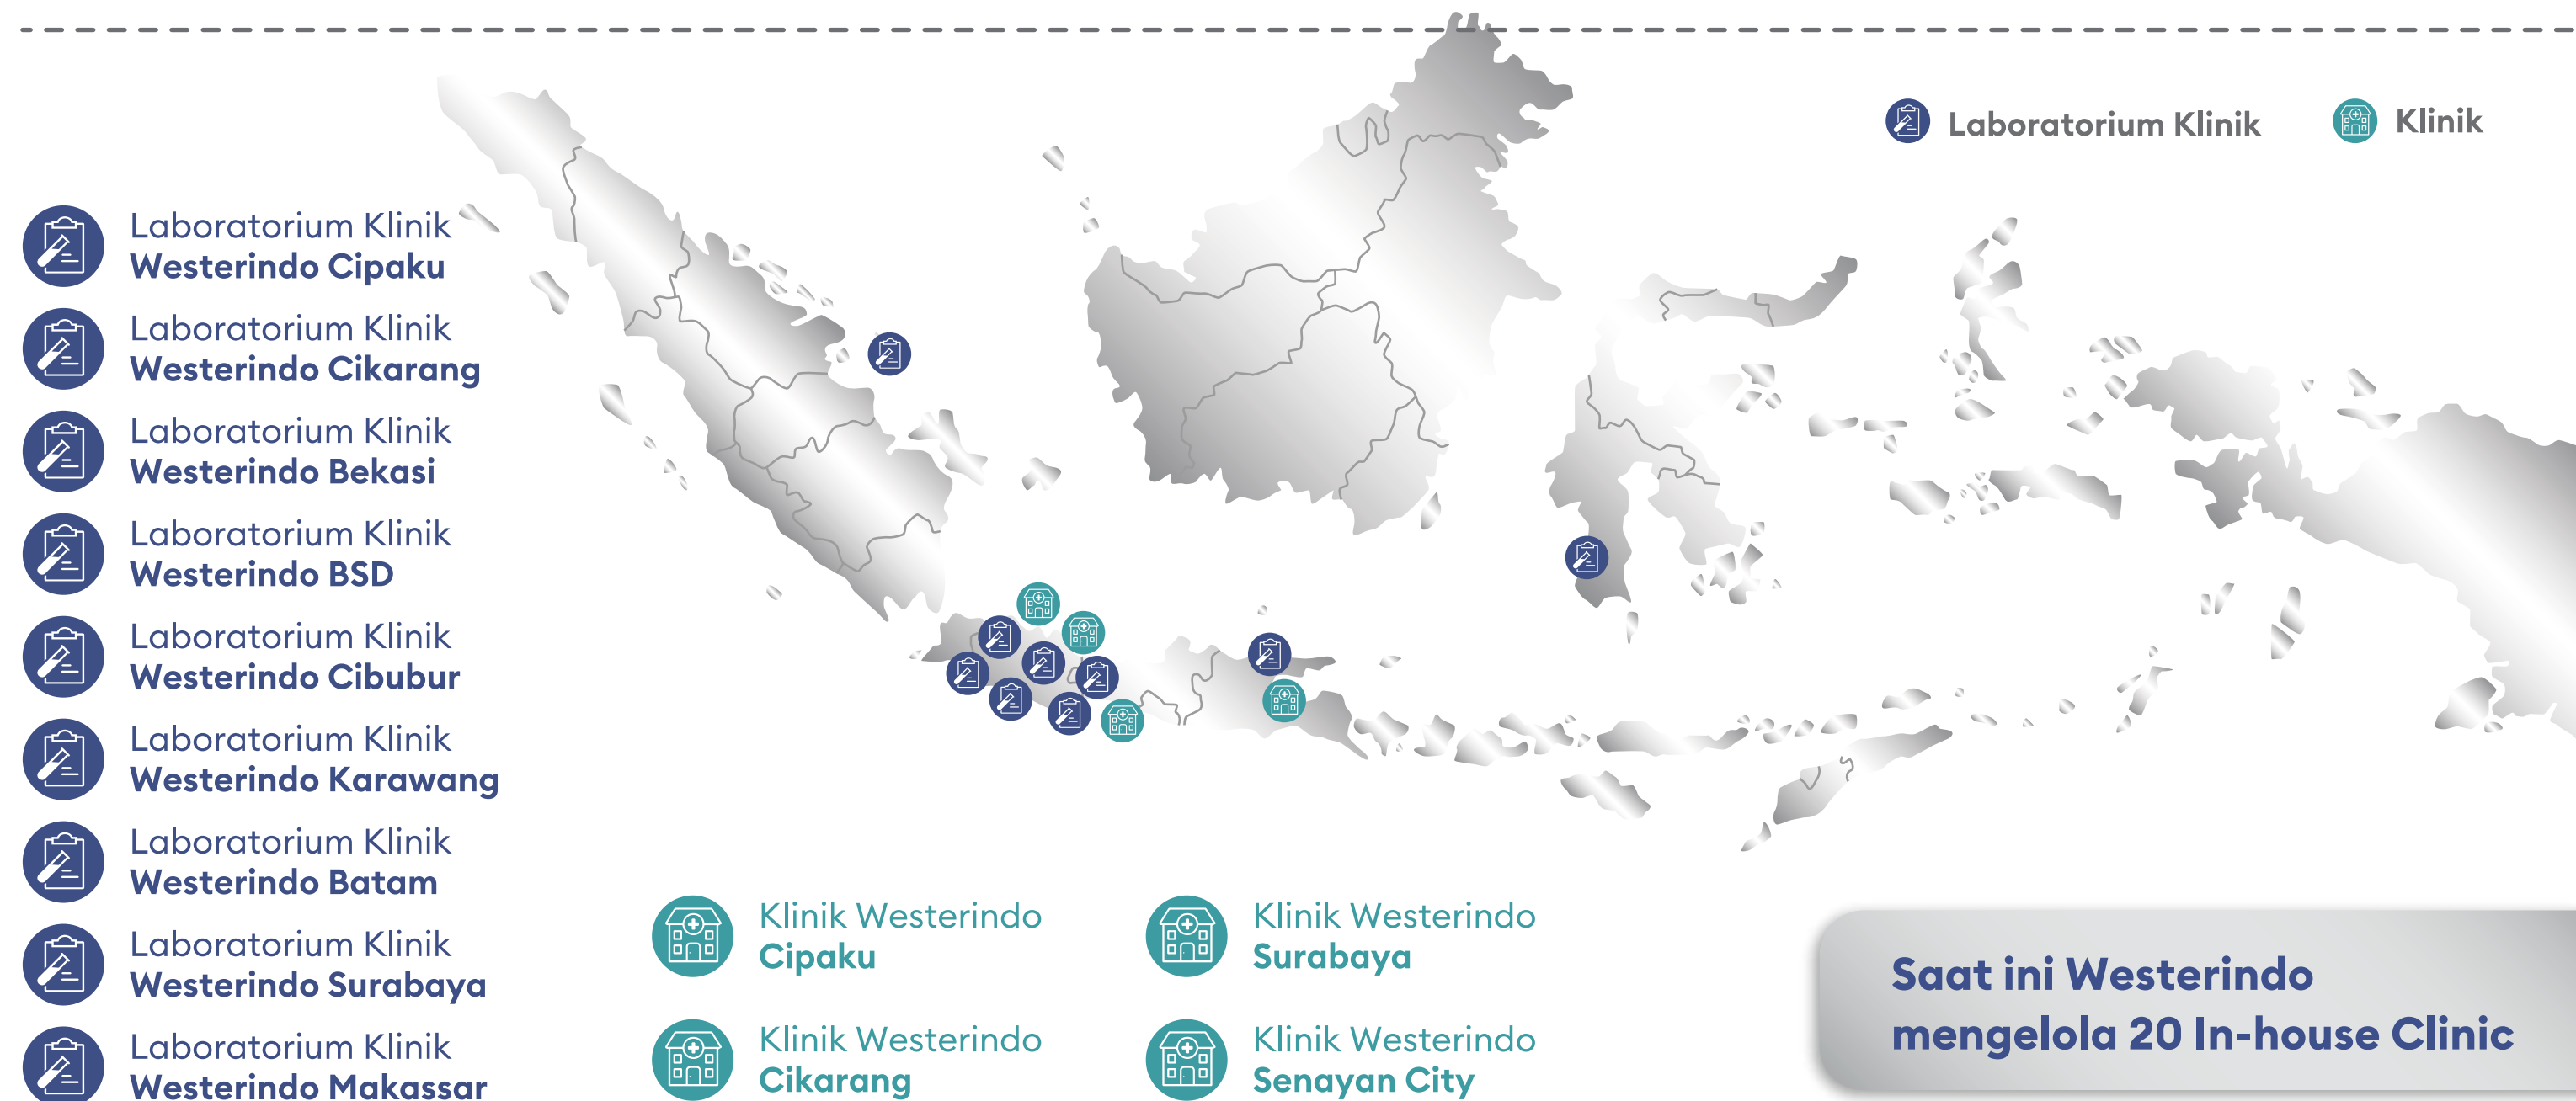 Laboratorium Klinik
Klinik
Laboratorium Klinik
Westerindo Cipaku
Laboratorium Klinik
Westerindo Cikarang
Laboratorium Klinik
Westerindo Bekasi
Laboratorium Klinik
Westerindo BSD
Laboratorium Klinik
Westerindo Cibubur
Laboratorium Klinik
Westerindo Karawang
Laboratorium Klinik
Westerindo Batam
Laboratorium Klinik
Westerindo Surabaya
Laboratorium Klinik
Westerindo Makassar
Klinik Westerindo
Cipaku
Klinik Westerindo
Cikarang
Klinik Westerindo
Surabaya
Klinik Westerindo
Senayan City
Saat ini Westerindo
mengelola 20 In-house Clinic